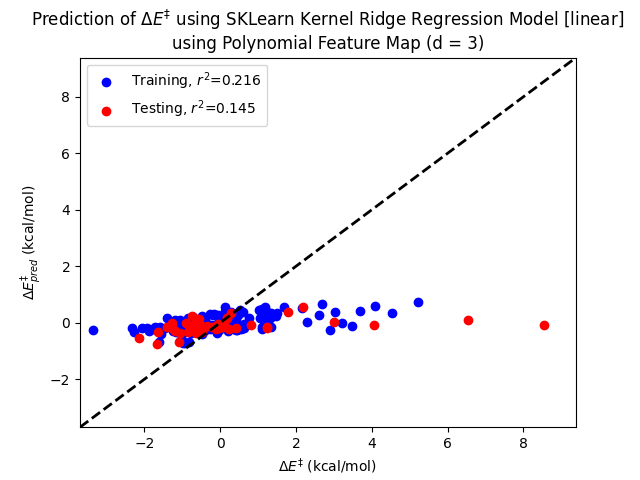 Prediction of ΔE‡ using SKLearn Kernel Ridge Regression Model [linear]
using Polynomial Feature Map (d = 3)
Training, r²=0.216
Testing, r²=0.145
8
6
4
2
0
−2
ΔE‡pred (kcal/mol)
−2 0 2 4 6 8
ΔE‡ (kcal/mol)